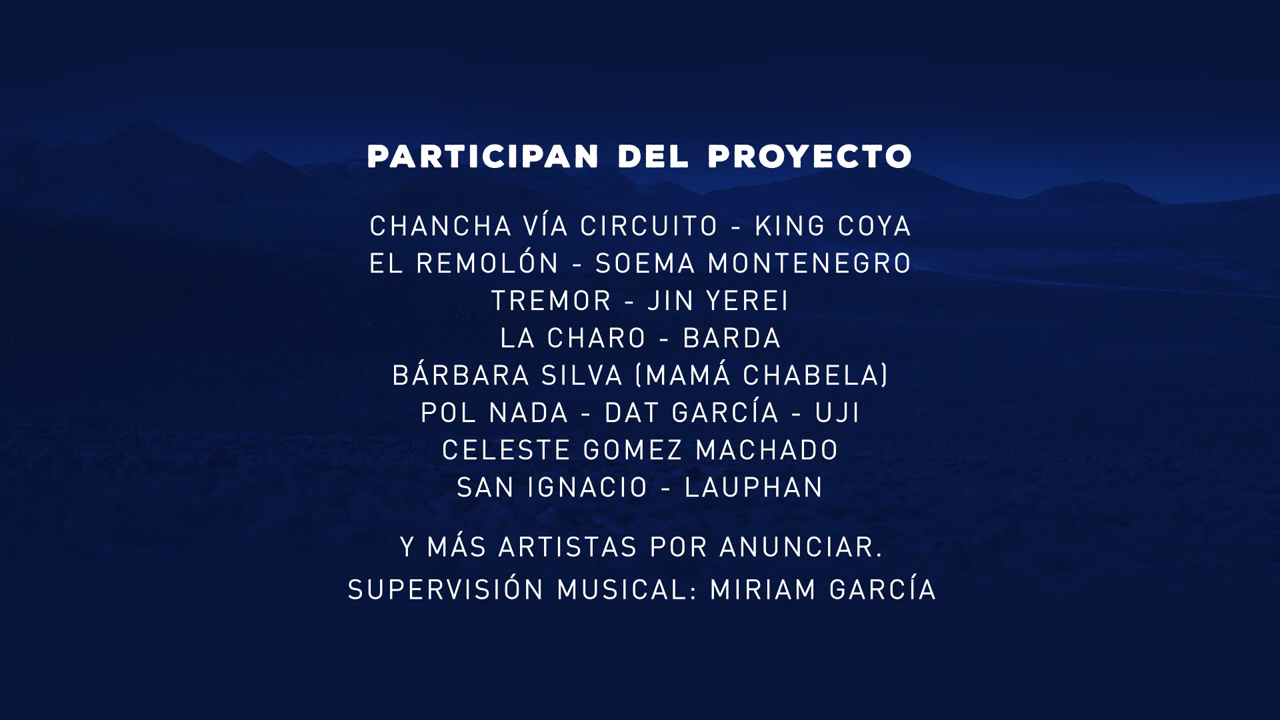 PARTICIPAN DEL PROYECTO
CHANCHA VÍA CIRCUITO - KING COYA
EL REMOLÓN - SOEMA MONTENEGRO
TREMOR - JIN YEREI
LA CHARO - BARDA
BÁRBARA SILVA (MAMÁ CHABELA)
POL NADA - DAT GARCÍA - UJI
CELESTE GOMEZ MACHADO
SAN IGNACIO - LAUPHAN
Y MÁS ARTISTAS POR ANUNCIAR.
SUPERVISIÓN MUSICAL: MIRIAM GARCÍA